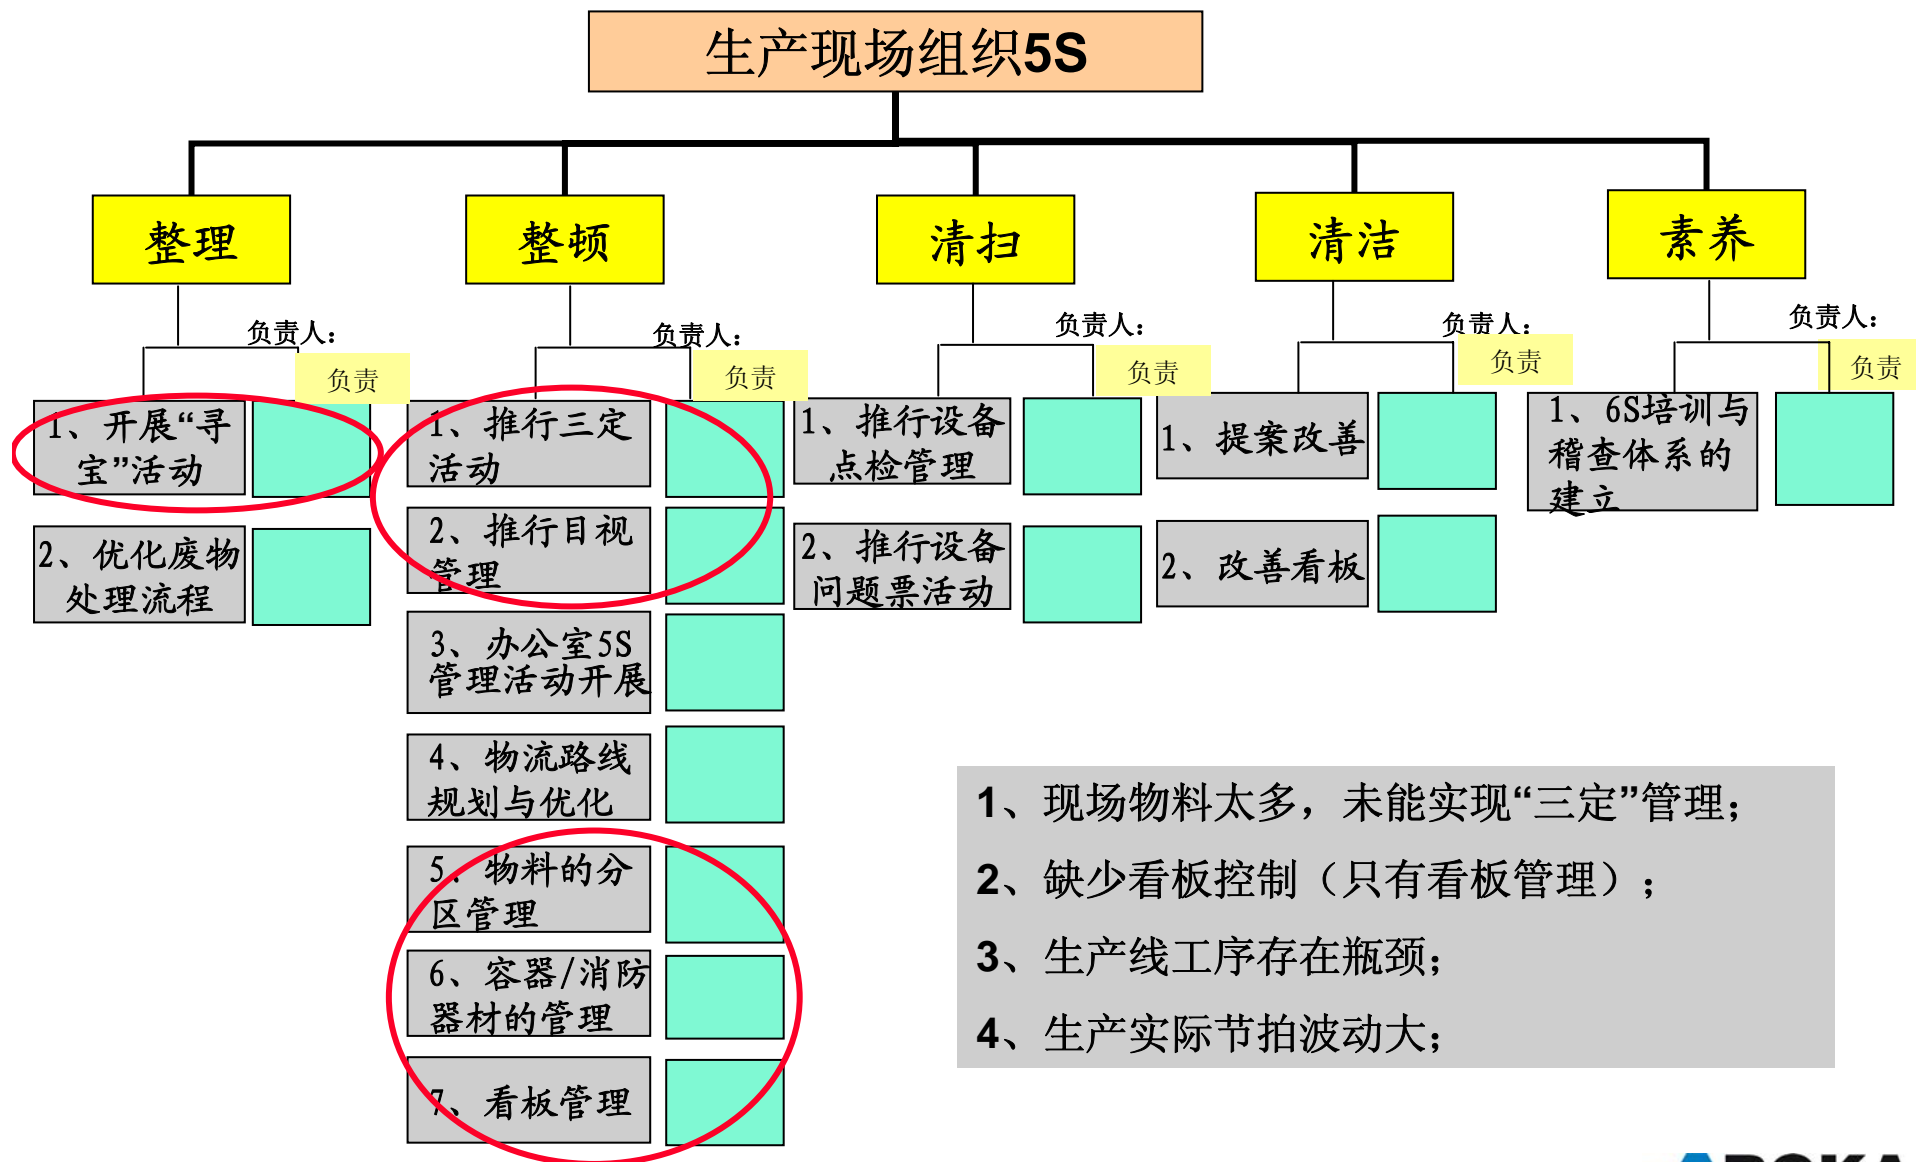 生产现场组织5S
整理
整顿
清扫
清洁
素养
负责人：
负责
1、开展“寻
宝”活动
2、优化废物
处理流程
负责人：
负责
1、推行三定
活动
2、推行目视
管理
3、办公室5S
管理活动开展
4、物流路线
规划与优化
5、物料的分
区管理
6、容器/消防
器材的管理
7、看板管理
负责人：
负责
1、推行设备
点检管理
2、推行设备
问题票活动
负责人：
负责
1、提案改善
2、改善看板
负责人：
负责
1、6S培训与
稽查体系的
建立
1、现场物料太多，未能实现“三定”管理；
2、缺少看板控制（只有看板管理）；
3、生产线工序存在瓶颈；
4、生产实际节拍波动大；